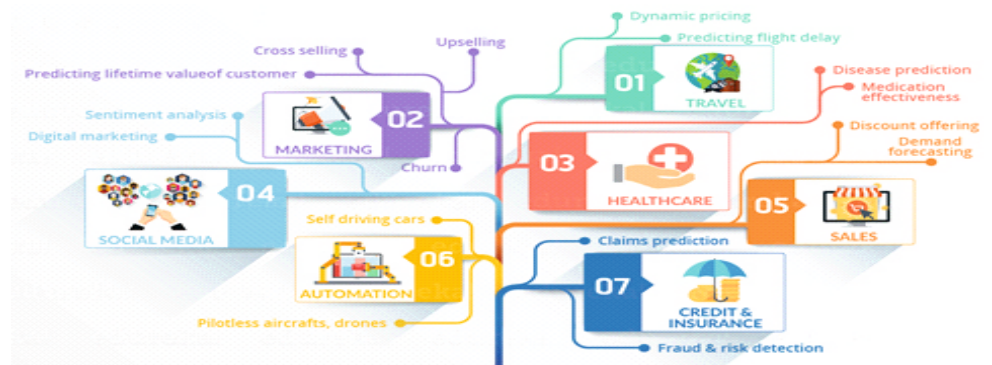 Dynamic pricing
Predicting flight delay
01
TRAVEL
Cross selling
Upselling
Predicting lifetime valueof customer
02
MARKETING
Churn
Disease prediction
Medication
effectiveness
03
HEALTHCARE
Sentiment analysis
Digital marketing
04
SOCIAL MEDIA
Discount offering
Demand
forecasting
05
SALES
Self driving cars
06
AUTOMATION
Pilotless aircrafts, drones
Claims prediction
07
CREDIT &
INSURANCE
Fraud & risk detection